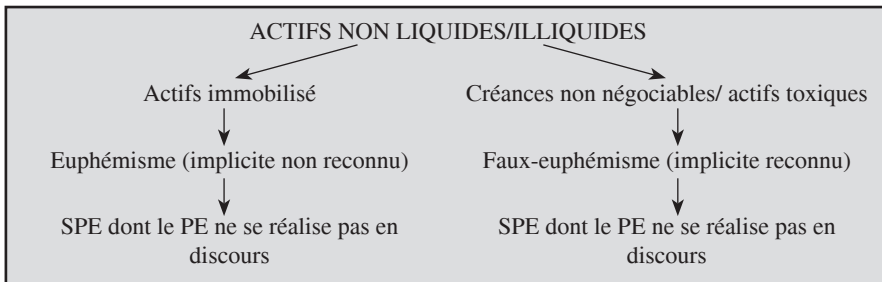 ACTIFS NON LIQUIDES/ILLIQUIDES
Actifs immobilisé
Créances non négociables/ actifs toxiques
Euphémisme (implicite non reconnu)
Faux-euphémisme (implicite reconnu)
SPE dont le PE ne se réalise pas en
discours
SPE dont le PE ne se réalise pas en
discours